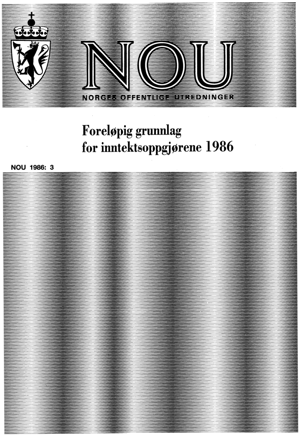 NOU
NORGES OFFENTLIGE UTREDNINGER
Foreløpig grunnlag
for inntektsoppgjørene 1986
NOU 1986: 3